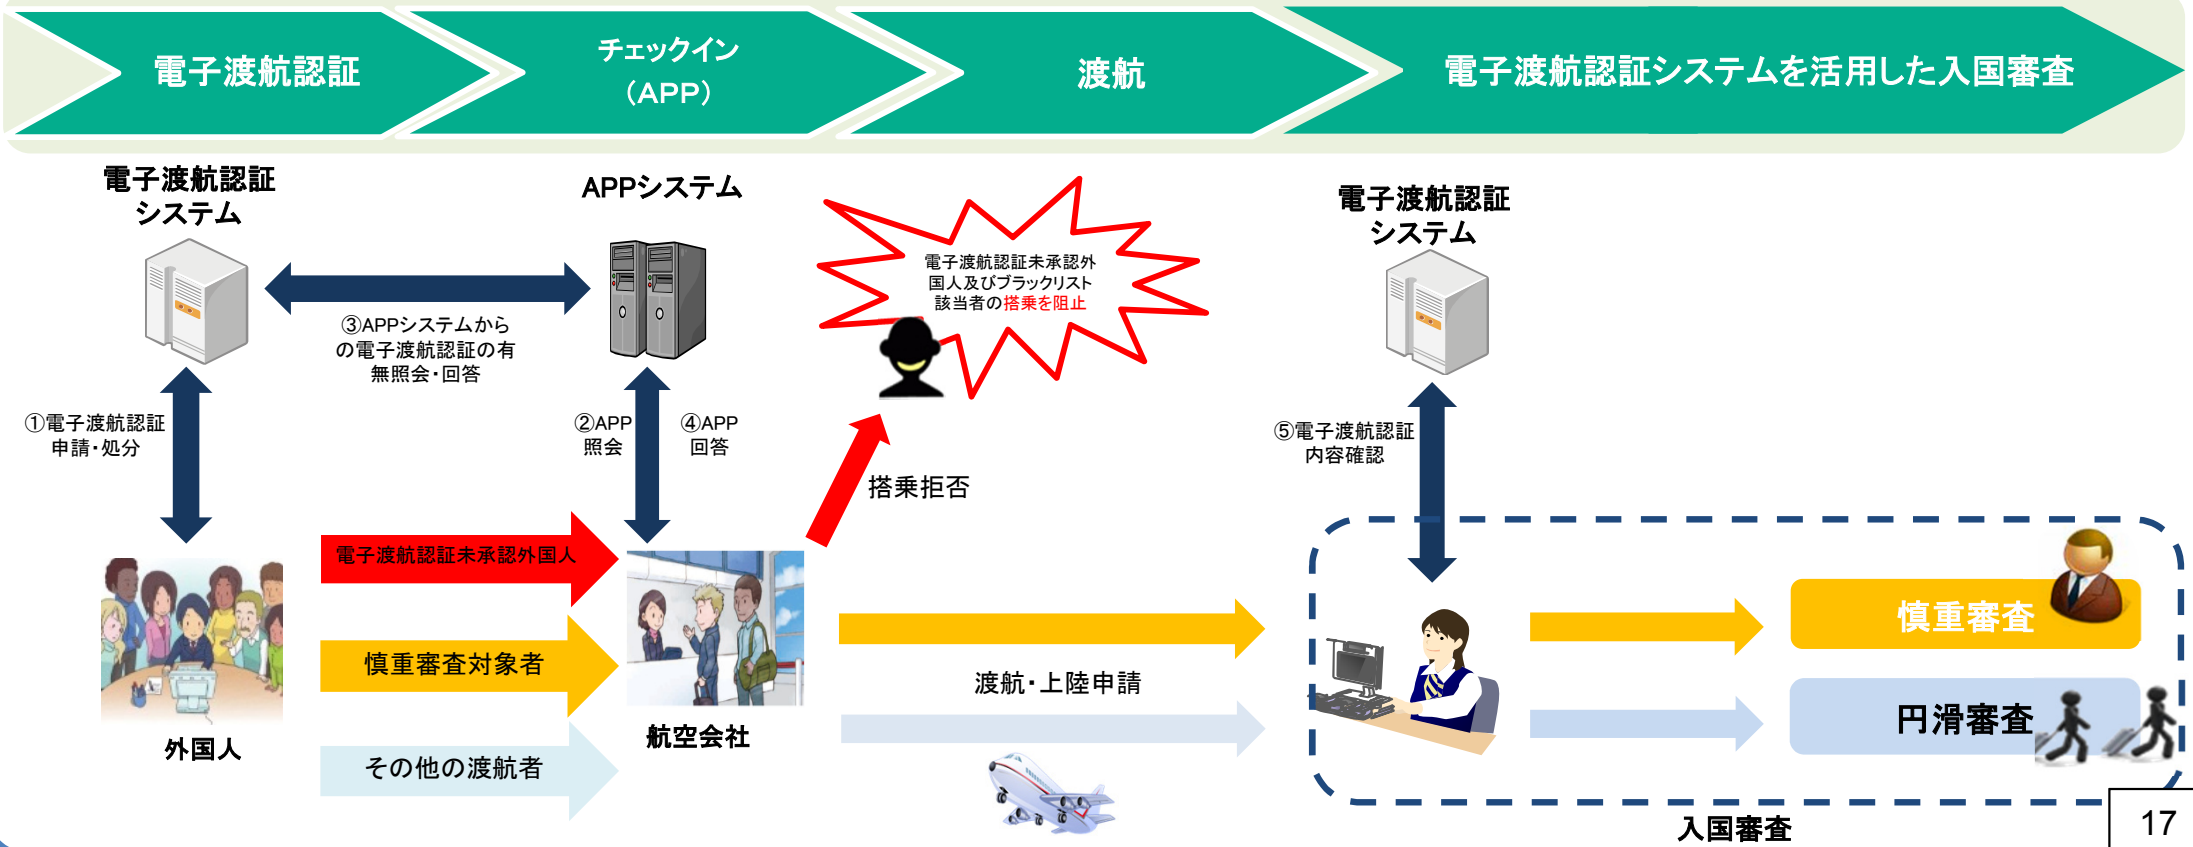 電子渡航認証
チェックイン
（APP）
渡航
電子渡航認証システムを活用した入国審査
電子渡航認証
システム
APPシステム
電子渡航認証
システム
電子渡航認証未承認外
国人及びブラックリスト
該当者の搭乗を阻止
③APPシステムから
の電子渡航認証の有
無照会・回答
①電子渡航認証
申請・処分
②APP
照会
④APP
回答
⑤電子渡航認証
内容確認
搭乗拒否
電子渡航認証未承認外国人
慎重審査対象者
その他の渡航者
外国人
航空会社
渡航・上陸申請
慎重審査
円滑審査
入国審査
17